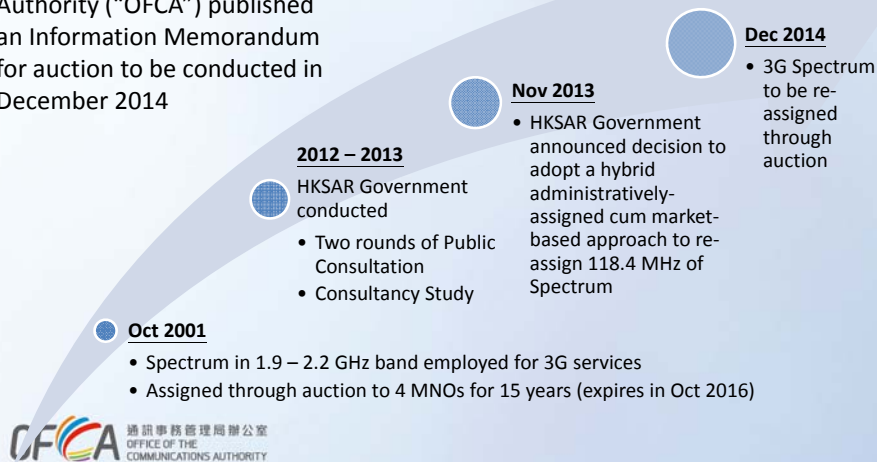 Authority (“OFCA”) published
an Information Memorandum
for auction to be conducted in
December 2014
Dec 2014
• 3G Spectrum
to be re-
assigned
through
auction
Nov 2013
• HKSAR Government
announced decision to
adopt a hybrid
administratively-
assigned cum market-
based approach to re-
assign 118.4 MHz of
Spectrum
2012 – 2013
HKSAR Government
conducted
• Two rounds of Public
Consultation
• Consultancy Study
Oct 2001
• Spectrum in 1.9 – 2.2 GHz band employed for 3G services
• Assigned through auction to 4 MNOs for 15 years (expires in Oct 2016)
OFCA
通訊事務管理局辦公室
OFFICE OF THE
COMMUNICATIONS AUTHORITY